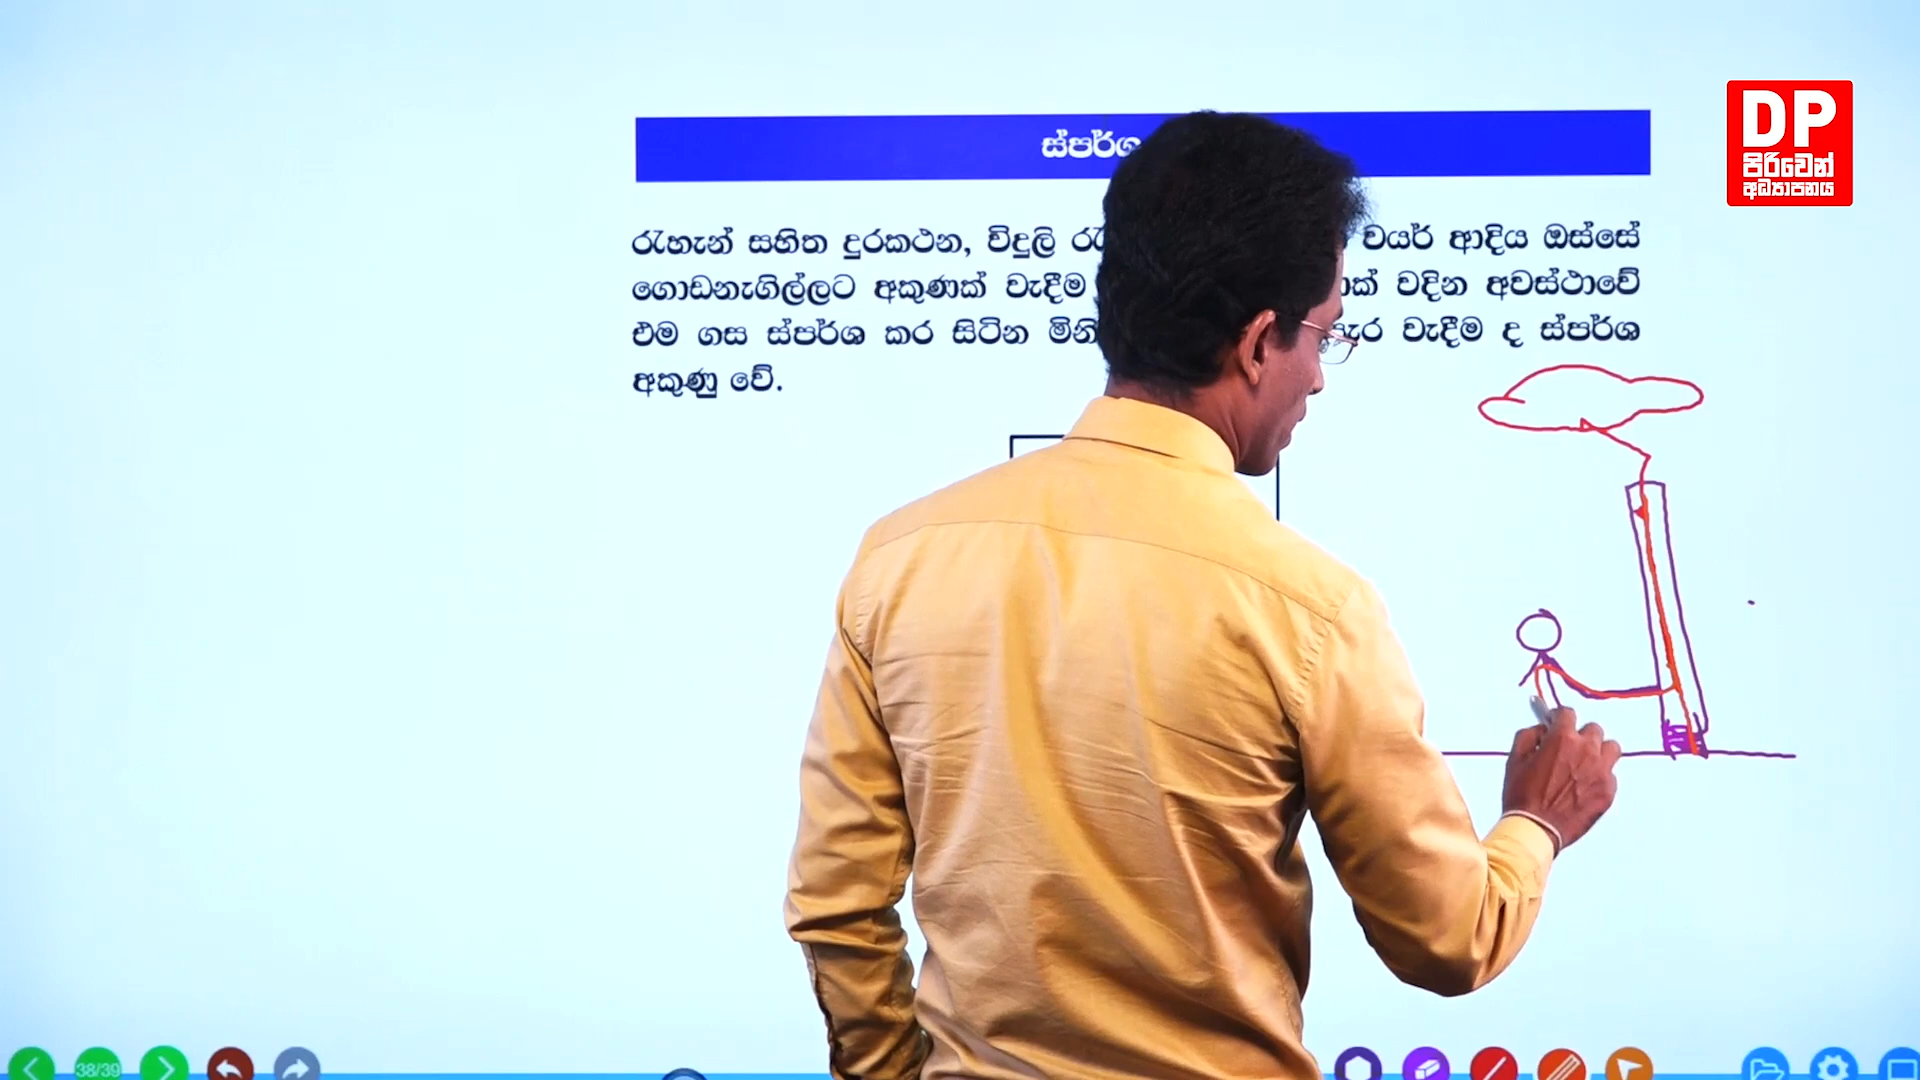 ස්පර්ශ
DP
පිරිවෙන්
අධ්‍යාපනය
රැහැන් සහිත දුරකථන, විදුලි වයර් ආදිය ඔස්සේ
ගොඩනැගිල්ලට අකුණක් වැදීම වදින අවස්ථාවේ
එම ගස ස්පර්ශ කර සිටින වැදීම ද ස්පර්ශ
අකුණු වේ.
38/39